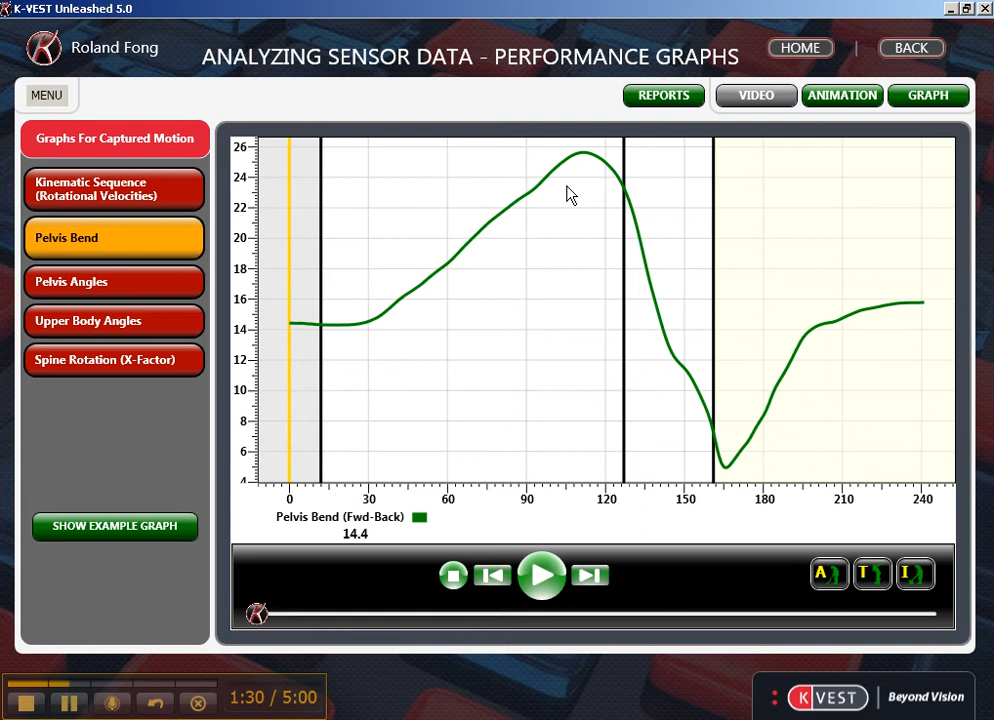 K-VEST Unleashed 5.0
Roland Fong
ANALYZING SENSOR DATA - PERFORMANCE GRAPHS
HOME
BACK
MENU
REPORTS
VIDEO
ANIMATION
GRAPH
Graphs For Captured Motion
Kinematic Sequence
(Rotational Velocities)
Pelvis Bend
Pelvis Angles
Upper Body Angles
Spine Rotation (X-Factor)
SHOW EXAMPLE GRAPH
26
24
22
20
18
16
14
12
10
8
6
4
0 30 60 90 120 150 180 210 240
Pelvis Bend (Fwd-Back)
14.4
A T I
K
1:30 / 5:00
K VEST
Beyond Vision